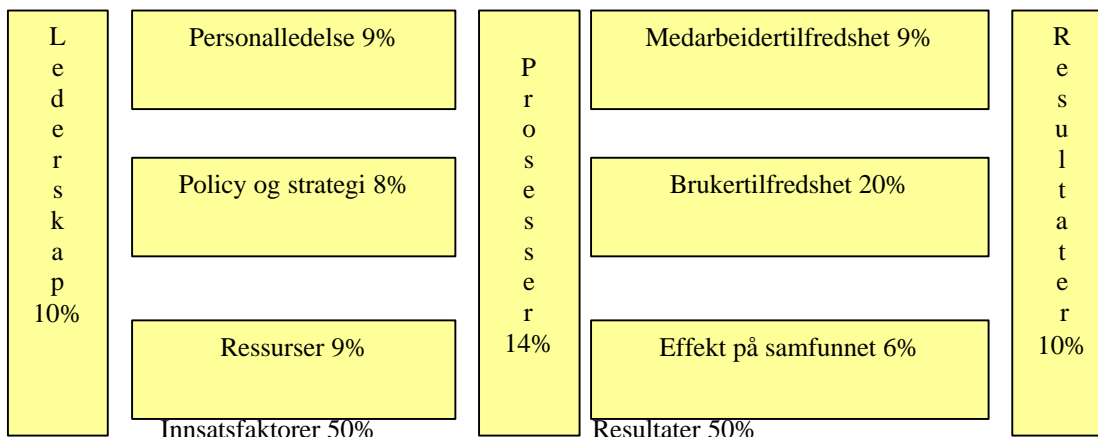 Lederskap
10%
Personalledelse 9%
Policy og strategi 8%
Ressurser 9%
Prosesser
14%
Medarbeidertilfredshet 9%
Brukertilfredshet 20%
Effekt på samfunnet 6%
Resultater
10%
Innsatsfaktorer 50%
Resultater 50%